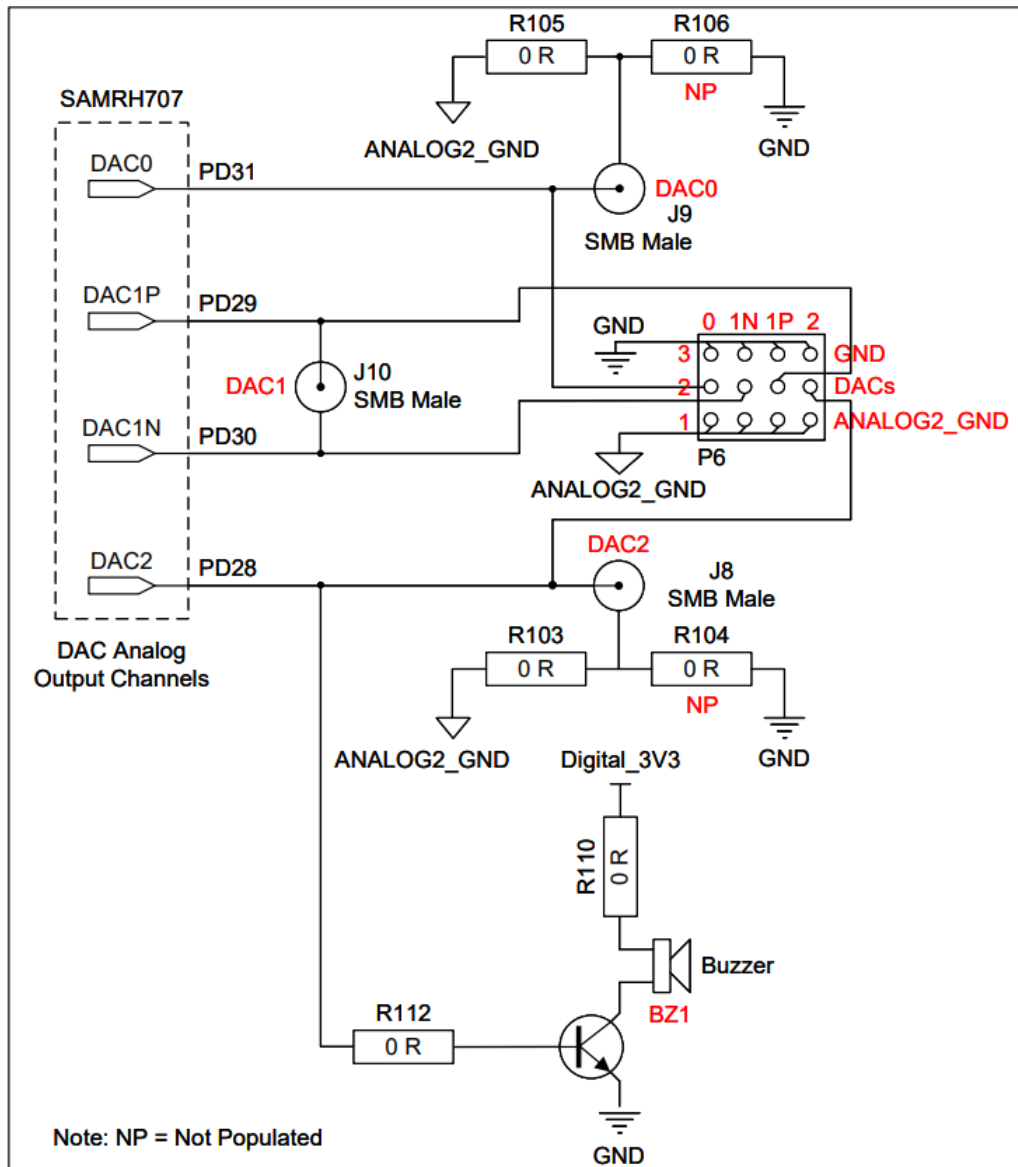 R105
R106
0 R
0 R
NP
SAMRH707
ANALOG2_GND
GND
DAC0
PD31
DAC0
J9
SMB Male
DAC1P
PD29
GND
0 1N 1P 2
3
GND
DAC1
J10
SMB Male
2
DACs
DAC1N
PD30
1
ANALOG2_GND
P6
ANALOG2_GND
DAC2
PD28
DAC2
J8
SMB Male
DAC Analog
Output Channels
R103
R104
0 R
0 R
NP
ANALOG2_GND
GND
Digital_3V3
R110
0 R
Buzzer
BZ1
R112
0 R
GND
Note: NP = Not Populated